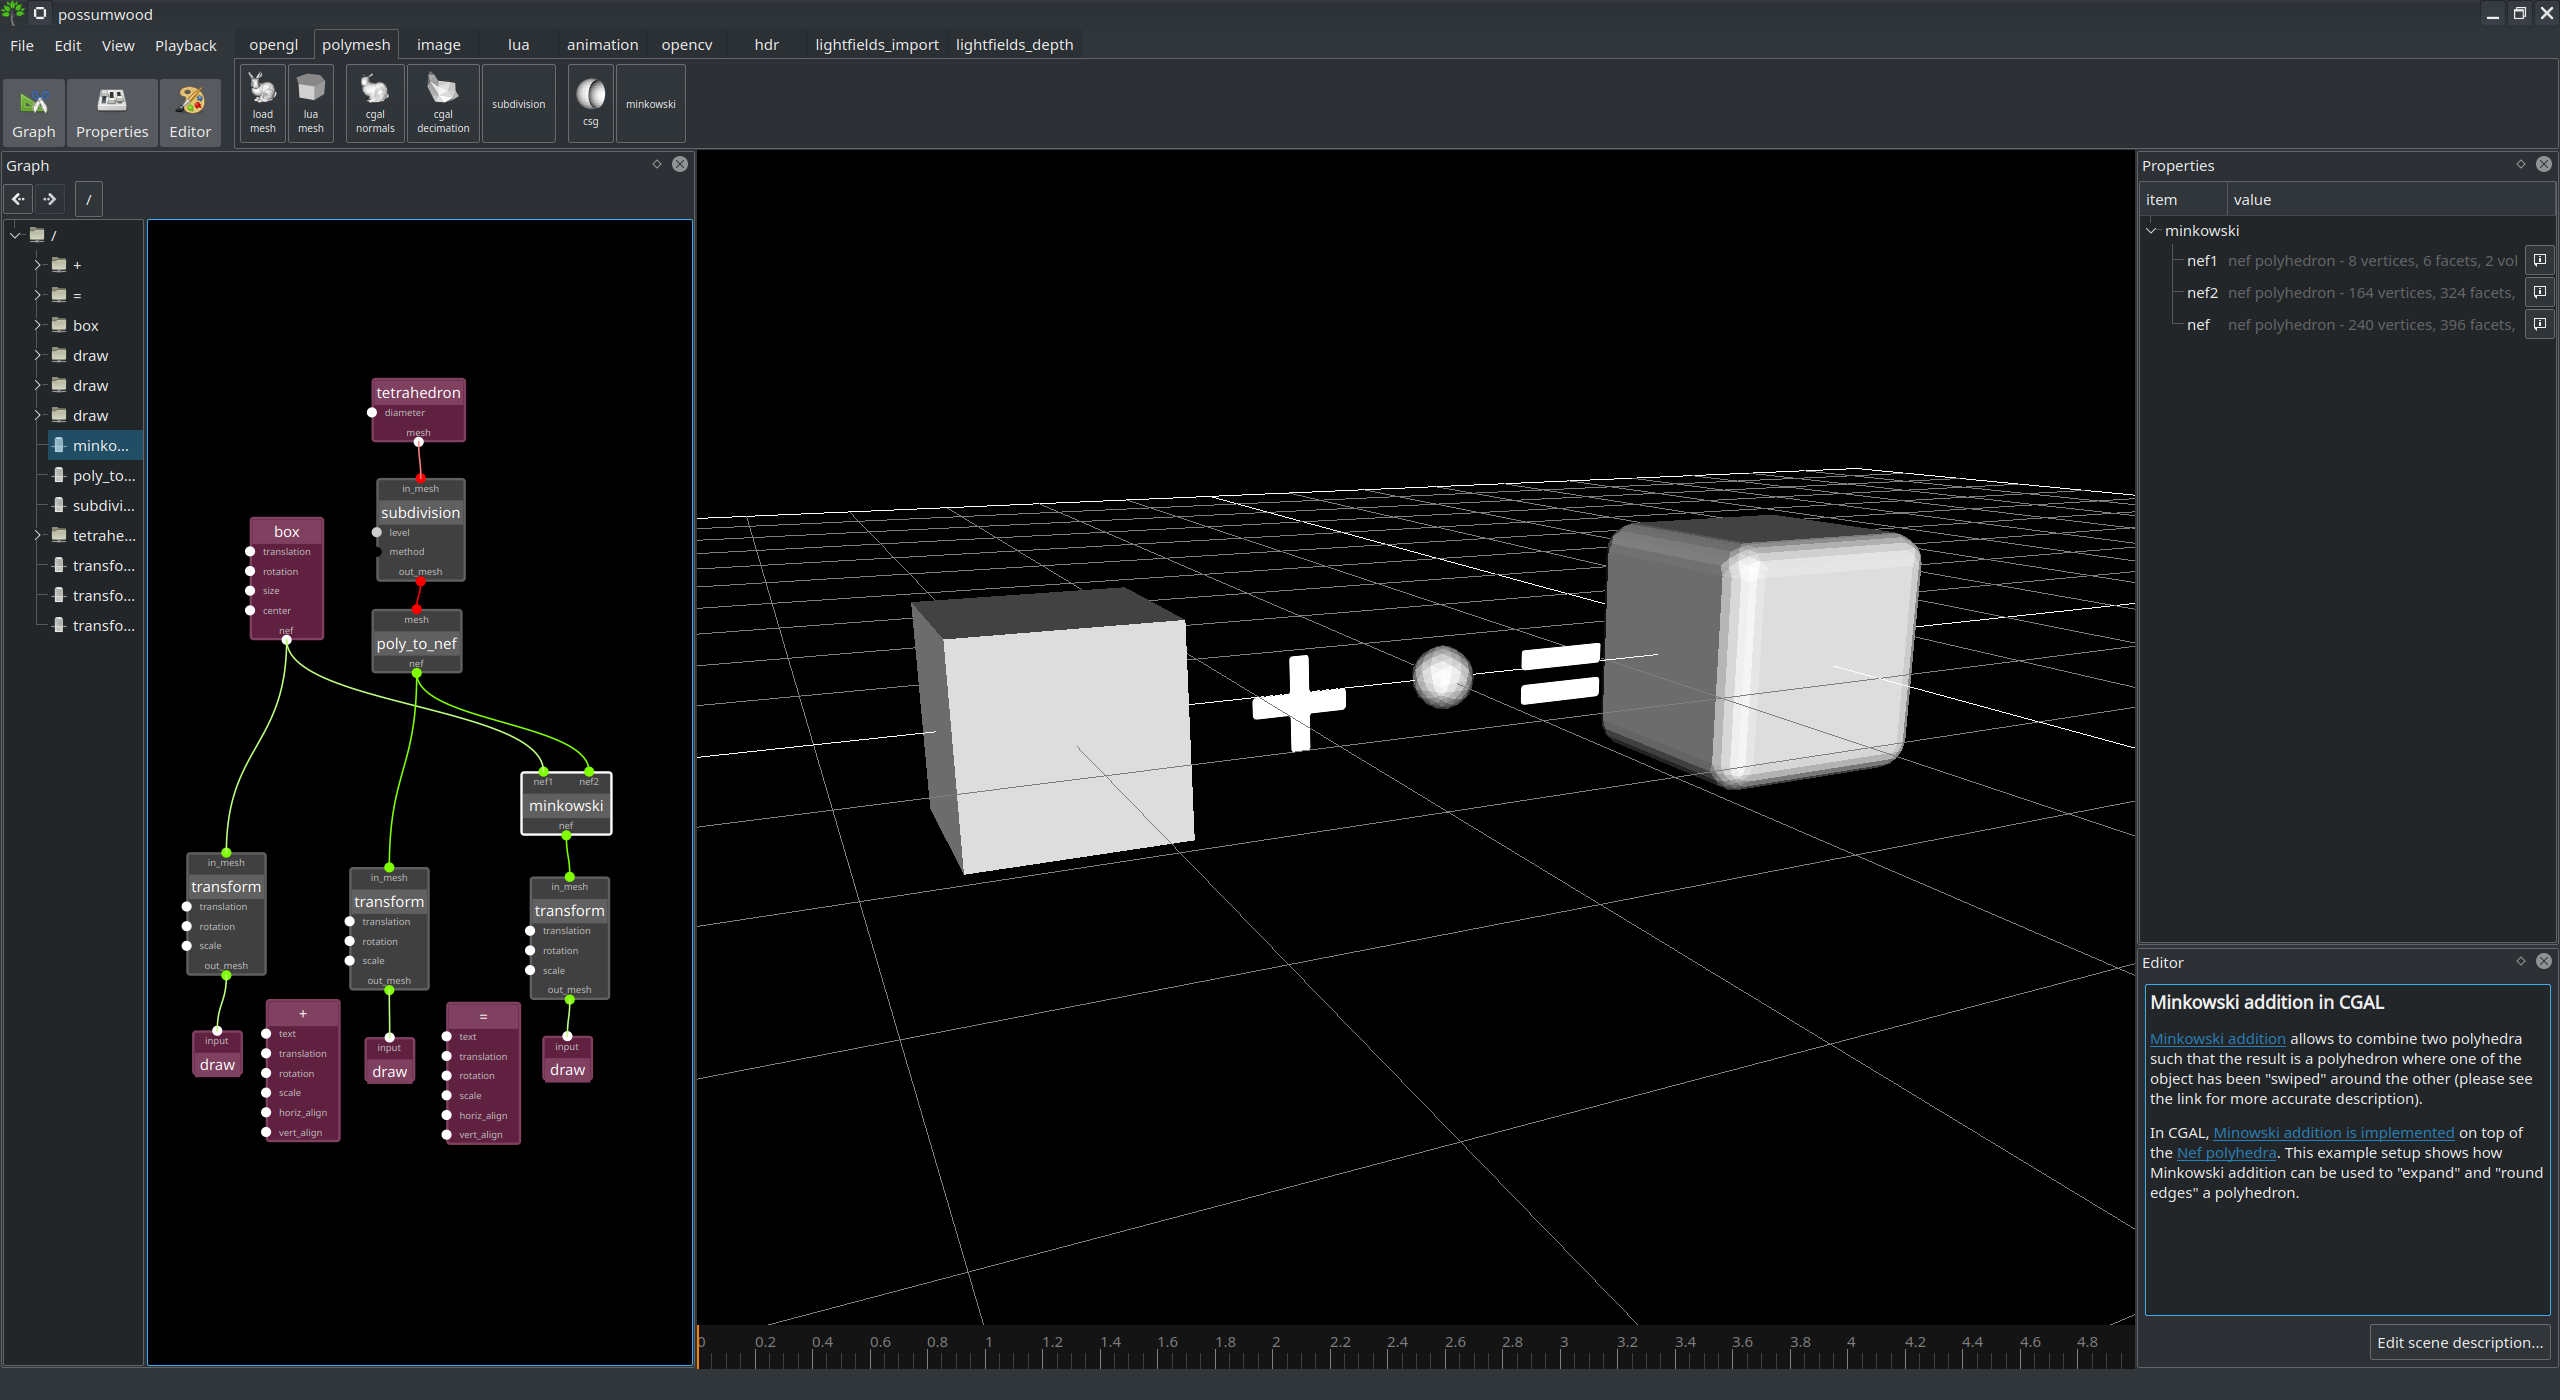 possumwood
File Edit View Playback
opengl polymesh image lua animation opencv hdr lightfields_import lightfields_depth
Graph Properties Editor
load mesh
lua mesh
cgal normals
cgal decimation
subdivision
csg
minkowski
Graph
/
/
+
=
box
draw
draw
draw
minko...
poly_to...
subdivi...
tetrahe...
transfo...
transfo...
transfo...
tetrahedron
diameter
mesh
in_mesh
subdivision
level
method
out_mesh
box
translation
rotation
size
center
nef
mesh
poly_to_nef
nef
nef1 nef2
minkowski
nef
in_mesh
transform
translation
rotation
scale
out_mesh
in_mesh
transform
translation
rotation
scale
out_mesh
in_mesh
transform
translation
rotation
scale
out_mesh
input
draw
+
text
translation
rotation
scale
horiz_align
vert_align
input
draw
=
text
translation
rotation
scale
horiz_align
vert_align
input
draw
+ =
0 0.2 0.4 0.6 0.8 1 1.2 1.4 1.6 1.8 2 2.2 2.4 2.6 2.8 3 3.2 3.4 3.6 3.8 4 4.2 4.4 4.6 4.8
Properties
item value
minkowski
nef1 nef polyhedron - 8 vertices, 6 facets, 2 vol
nef2 nef polyhedron - 164 vertices, 324 facets,
nef nef polyhedron - 240 vertices, 396 facets,
Editor
Minkowski addition in CGAL
Minkowski addition allows to combine two polyhedra
such that the result is a polyhedron where one of the
object has been "swiped" around the other (please see
the link for more accurate description).
In CGAL, Minowski addition is implemented on top of
the Nef polyhedra. This example setup shows how
Minkowski addition can be used to "expand" and "round
edges" a polyhedron.
Edit scene description...